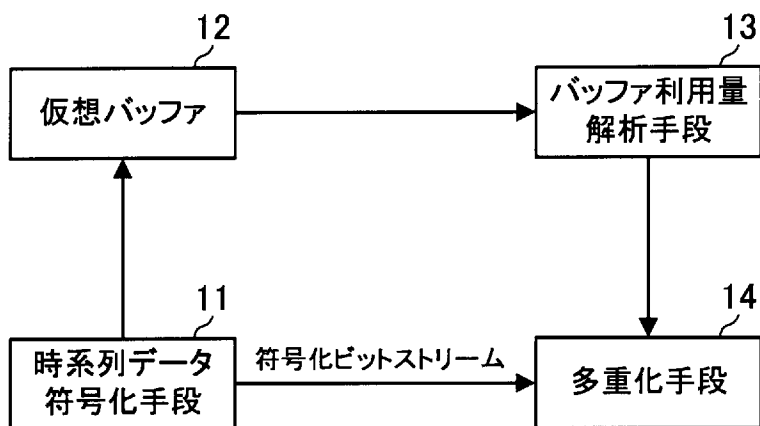 12
仮想バッファ
13
バッファ利用量
解析手段
11
時系列データ
符号化手段
符号化ビットストリーム
14
多重化手段